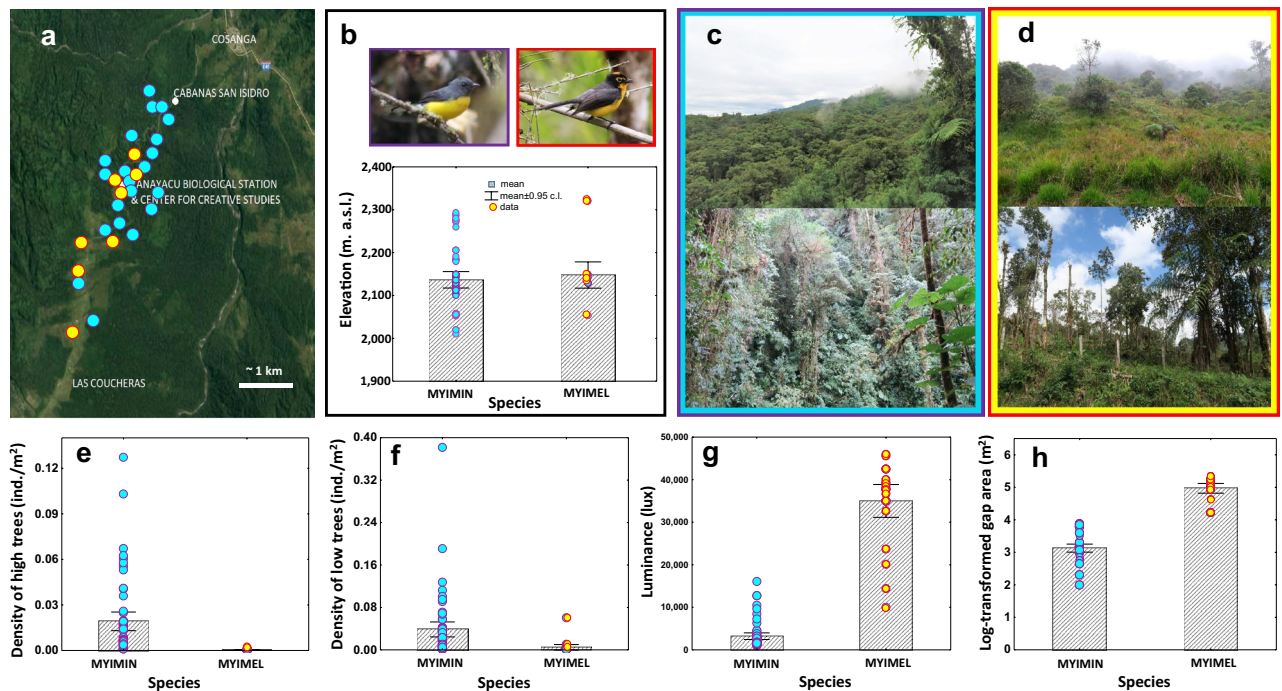 a
COSANGA
CABANAS SAN ISIDRO
ANAYACU BIOLOGICAL STATION
& CENTER FOR CREATIVE STUDIES
LAS COUCHERAS
~ 1 km
b
2,400
2,300
2,200
2,100
2,000
1,900
Elevation (m. a.s.l.)
mean
mean±0.95 c.l.
data
MYIMIN
MYIMEL
Species
c
d
e
0.12
0.09
0.06
0.03
0.00
Density of high trees (ind./m²)
MYIMIN
MYIMEL
Species
f
0.40
0.32
0.24
0.16
0.08
0.00
Density of low trees (ind./m²)
MYIMIN
MYIMEL
Species
g
50,000
40,000
30,000
20,000
10,000
0
Luminance (lux)
MYIMIN
MYIMEL
Species
h
6
5
4
3
2
1
0
Log-transformed gap area (m²)
MYIMIN
MYIMEL
Species